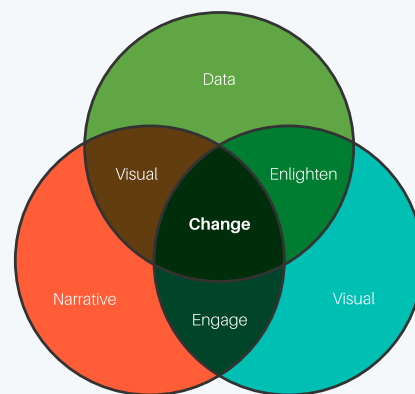 Data
Visual
Enlighten
Change
Narrative
Visual
Engage